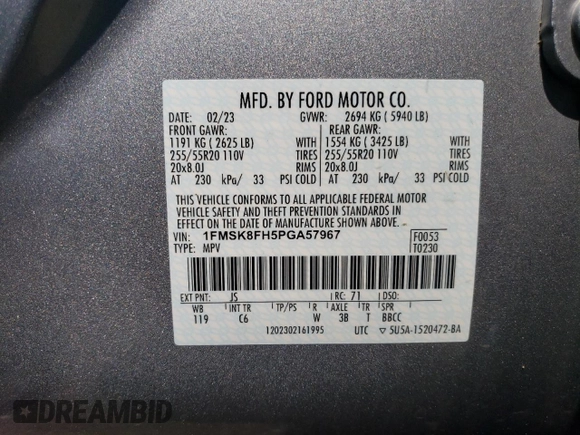 MFD. BY FORD MOTOR CO.
DATE: 02/23 GVWR: 2694 KG ( 5940 LB)
FRONT GAWR: REAR GAWR:
1191 KG ( 2625 LB) WITH 1554 KG ( 3425 LB) WITH
255/55R20 110V TIRES 255/55R20 110V TIRES
20x8.0J RIMS 20x8.0J RIMS
AT 230 kPa/ 33 PSI COLD AT 230 kPa/ 33 PSI COLD
THIS VEHICLE CONFORMS TO ALL APPLICABLE FEDERAL MOTOR
VEHICLE SAFETY AND THEFT PREVENTION STANDARDS IN
EFFECT ON THE DATE OF MANUFACTURE SHOWN ABOVE.
VIN: 1FMSK8FH5PGA57967 F0053
TYPE: MPV T0230
EXT PNT: JS RC: 71 DSO:
WB INT TR TP/PS R AXLE TR SPR
119 C6 W 3B T BBCC
1202302161995 UTC ▽ 5U5A-1520472-BA
DREAMBID